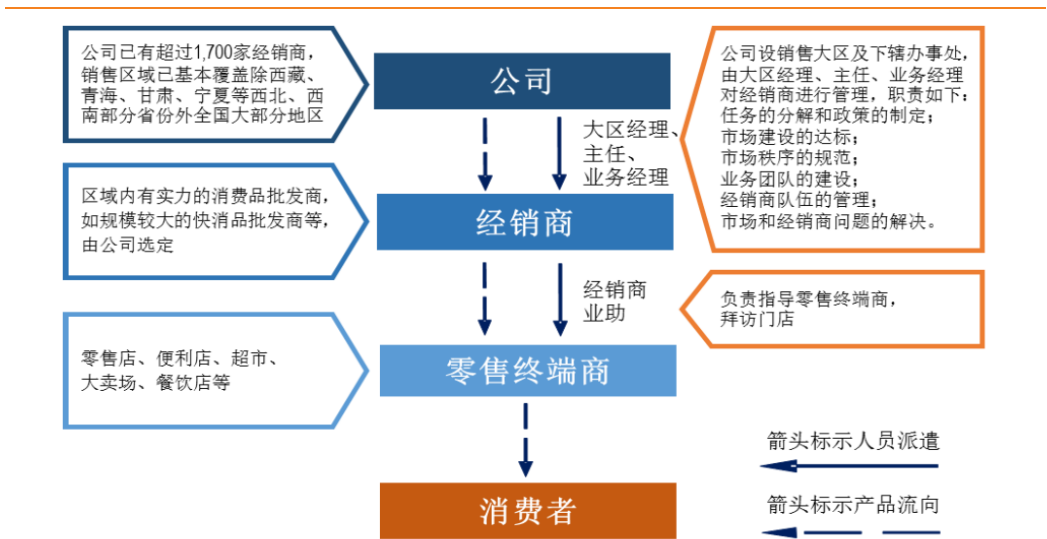 公司已有超过1,700家经销商，
销售区域已基本覆盖除西藏、
青海、甘肃、宁夏等西北、西
南部分省份外全国大部分地区
公司
公司设销售大区及下辖办事处，
由大区经理、主任、业务经理
对经销商进行管理，职责如下：
任务的分解和政策的制定；
市场建设的达标；
市场秩序的规范；
业务团队的建设；
经销商队伍的管理；
市场和经销商问题的解决。
大区经理、
主任、
业务经理
区域内有实力的消费品批发商，
如规模较大的快消品批发商等，
由公司选定
经销商
经销商
业助
负责指导零售终端商，
拜访门店
零售店、便利店、超市、
大卖场、餐饮店等
零售终端商
箭头标示人员派遣
消费者
箭头标示产品流向